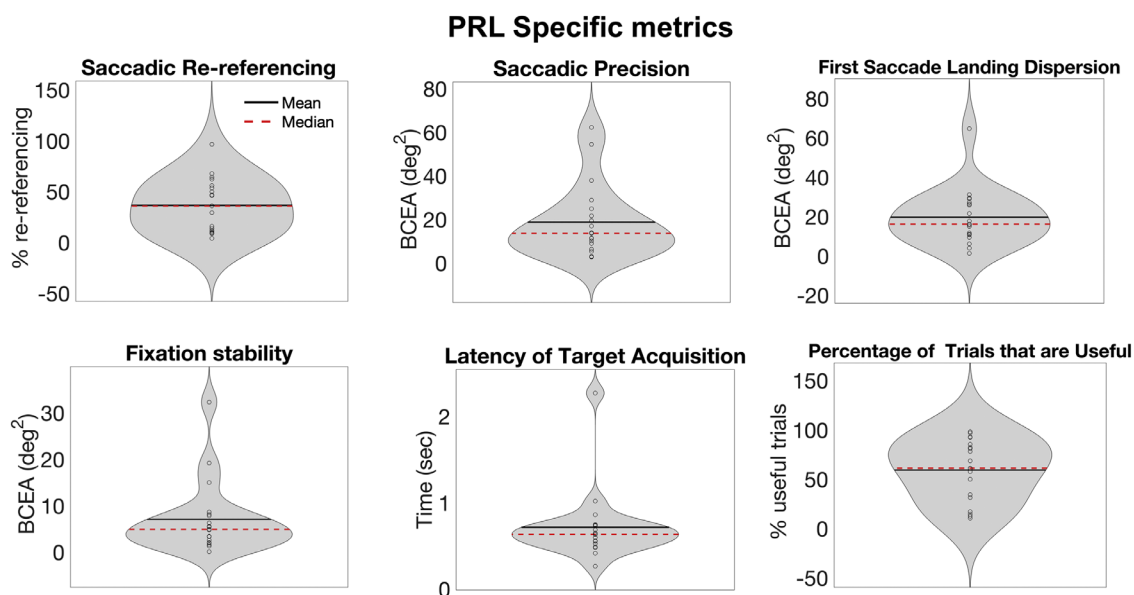 PRL Specific metrics
Saccadic Re-referencing
% re-referencing
150
100
50
0
-50
Mean
Median
Saccadic Precision
BCEA (deg²)
80
60
40
20
0
First Saccade Landing Dispersion
BCEA (deg²)
80
60
40
20
0
-20
Fixation stability
BCEA (deg²)
30
20
10
0
Latency of Target Acquisition
Time (sec)
2
1
0
Percentage of Trials that are Useful
% useful trials
150
100
50
0
-50